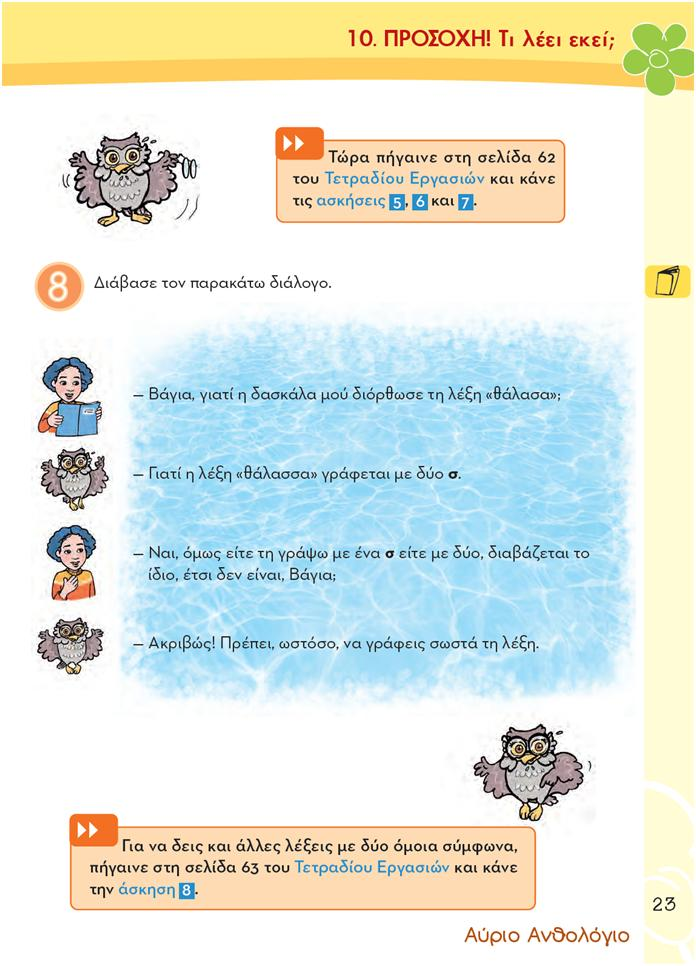 10. ΠΡΟΣΟΧΗ! Τι λέει εκεί;
Τώρα πήγαινε στη σελίδα 62
του Τετραδίου Εργασιών και κάνε
τις ασκήσεις 5, 6 και 7.
8 Διάβασε τον παρακάτω διάλογο.
– Βάγια, γιατί η δασκάλα μού διόρθωσε τη λέξη «θάλασα»;
– Γιατί η λέξη «θάλασσα» γράφεται με δύο σ.
– Ναι, όμως είτε τη γράψω με ένα σ είτε με δύο, διαβάζεται το
ίδιο, έτσι δεν είναι, Βάγια;
– Ακριβώς! Πρέπει, ωστόσο, να γράφεις σωστά τη λέξη.
Για να δεις και άλλες λέξεις με δύο όμοια σύμφωνα,
πήγαινε στη σελίδα 63 του Τετραδίου Εργασιών και κάνε
την άσκηση 8.
23
Αύριο Ανθολόγιο